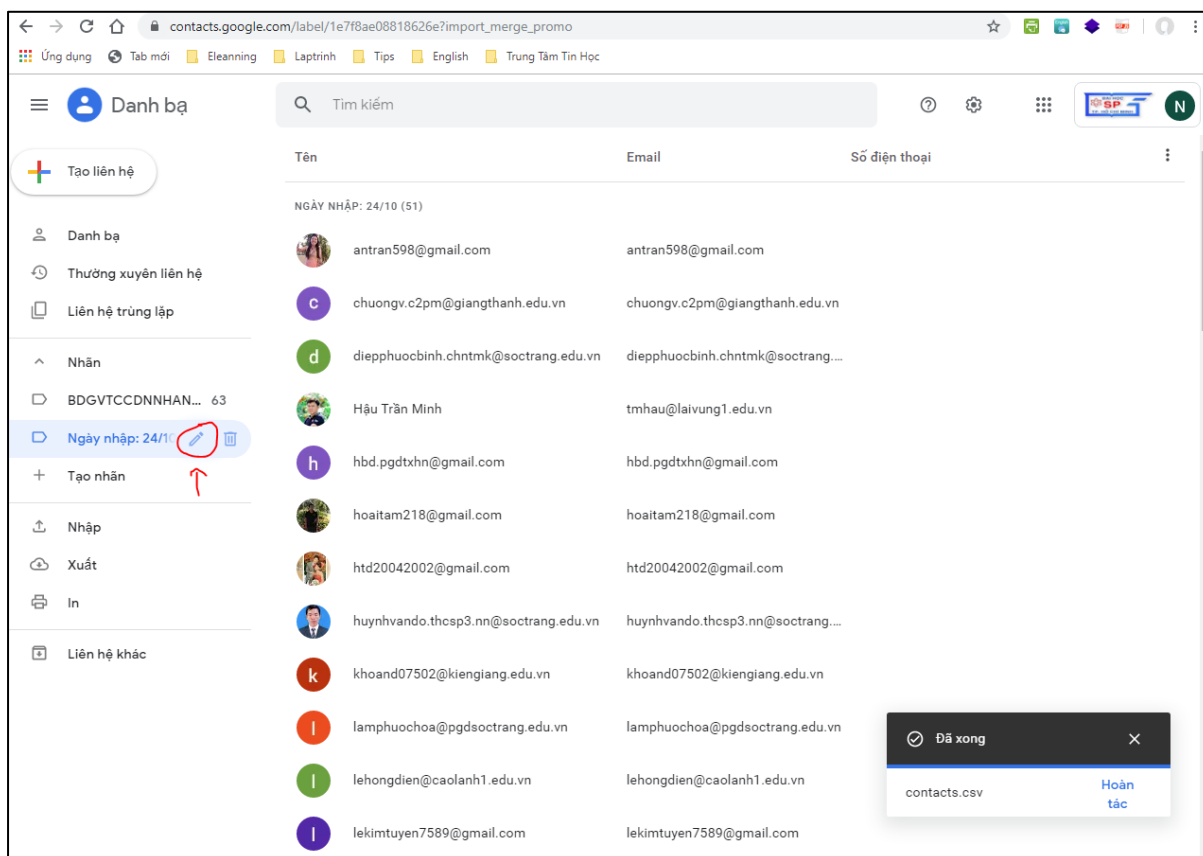 contacts.google.com/label/1e7f8ae08818626e?import_merge_promo
Ứng dụng Tab mới Eleanning Laptrinh Tips English Trung Tâm Tin Học
Danh bạ Tìm kiếm SP N
Tạo liên hệ
Danh bạ
Thường xuyên liên hệ
Liên hệ trùng lặp
Nhãn
BDGVTCCDNNHAN... 63
Ngày nhập: 24/10
Tạo nhãn
Nhập
Xuất
In
Liên hệ khác
Tên Email Số điện thoại
NGÀY NHẬP: 24/10 (51)
antran598@gmail.com antran598@gmail.com
c chuongv.c2pm@giangthanh.edu.vn chuongv.c2pm@giangthanh.edu.vn
d diepphuocbinh.chntmk@soctrang.edu.vn diepphuocbinh.chntmk@soctrang....
Hậu Trần Minh tmhau@laivung1.edu.vn
h hbd.pgdtxhn@gmail.com hbd.pgdtxhn@gmail.com
hoaitam218@gmail.com hoaitam218@gmail.com
htd20042002@gmail.com htd20042002@gmail.com
huynhvando.thcsp3.nn@soctrang.edu.vn huynhvando.thcsp3.nn@soctrang....
k khoand07502@kiengiang.edu.vn khoand07502@kiengiang.edu.vn
l lamphuochoa@pgdsoctrang.edu.vn lamphuochoa@pgdsoctrang.edu.vn
l lehongdien@caolanh1.edu.vn lehongdien@caolanh1.edu.vn
l lekimtuyen7589@gmail.com lekimtuyen7589@gmail.com
Đã xong
contacts.csv
Hoàn
tác